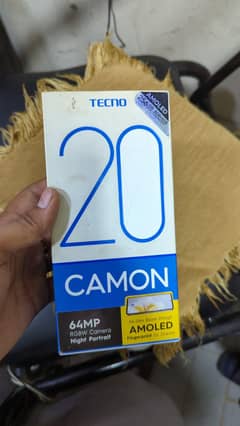 TECNO
AMOLED
20
CAMON
64MP
RGBW Camera
Night Portrait
AMOLED